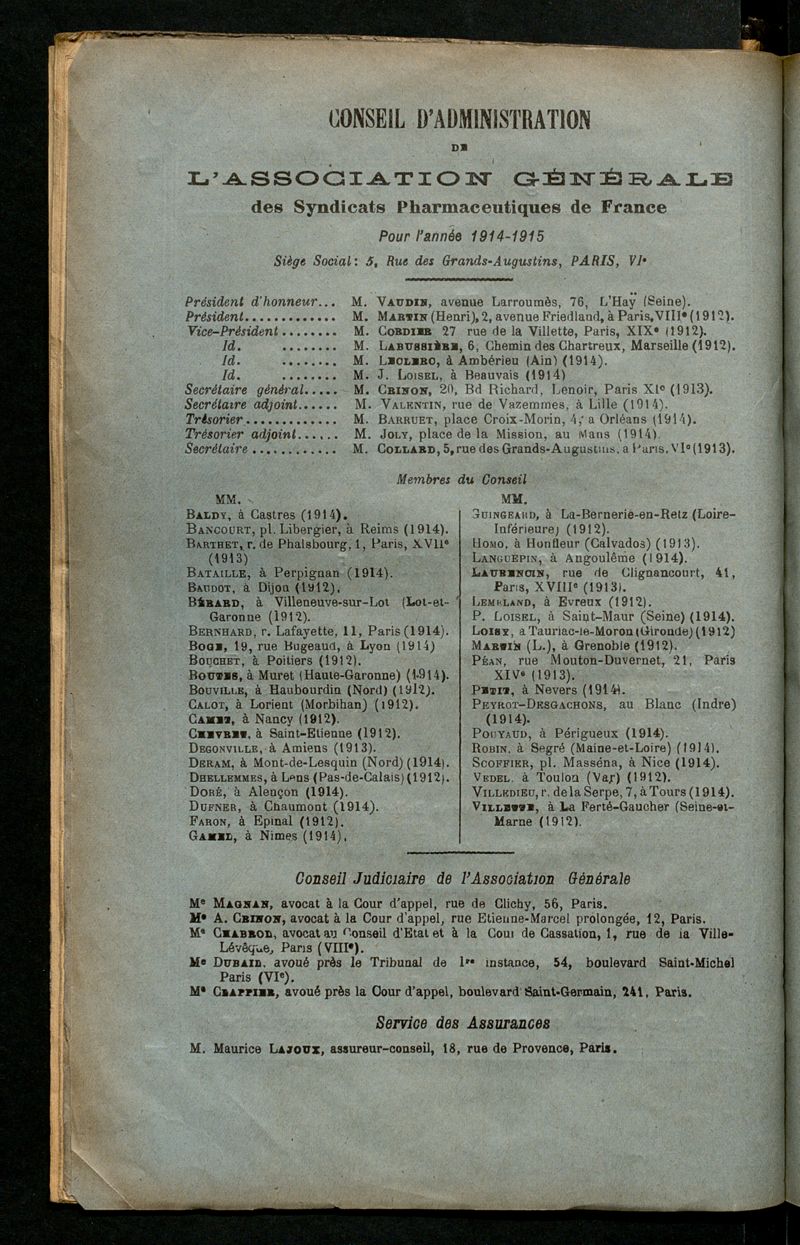 CONSEIL D'ADMINISTRATION
DE
L'ASSOCIATION GÉNÉRALE
des Syndicats Pharmaceutiques de France
Pour l'année 1914-1915
Siège Social: 5, Rue des Grands-Augustins, PARIS, VIe
Président d'honneur... M. VAUDIN, avenue Larroumès, 76, L'Haÿ (Seine).
Président............. M. MARTIN (Henri), 2, avenue Friedland, à Paris, VIIIe (1912).
Vice-Président ........ M. CORDIER 27 rue de la Villette, Paris, XIXe (1912).
Id. ........ M. LABUSSIÈRE, 6, Chemin des Chartreux, Marseille (1912).
Id. ........ M. LECLERC, à Ambérieu (Ain) (1914).
Id. ........ M. J. LOISEL, à Beauvais (1914)
Secrétaire général..... M. CRINON, 20, Bd Richard, Lenoir, Paris XIe (1913).
Secrétaire adjoint...... M. VALENTIN, rue de Vazemmes, à Lille (1914).
Trésorier ............. M. BARRUET, place Croix-Morin, 4, a Orléans (1914).
Trésorier adjoint...... M. JOLY, place de la Mission, au Mans (1914).
Secrétaire ............ M. COLLARD, 5, rue des Grands-Augustins, a Paris, VIe (1913).
Membres du Conseil
MM.
BALDY, à Castres (1914).
BANCOURT, pl. Libergier, à Reims (1914).
BARTHET, r. de Phalsbourg, 1, Paris, XVIIe
(1913)
BATAILLE, à Perpignan (1914).
BAUDOT, à Dijon (1912).
BÉRARD, à Villeneuve-sur-Lot (Lot-et-
Garonne (1912).
BERNHARD, r. Lafayette, 11, Paris (1914).
BOGE, 19, rue Bugeaud, à Lyon (1914)
BOUCHET, à Poitiers (1912).
BOUTES, à Muret (Haute-Garonne) (1914).
BOUVILLE, à Haubourdin (Nord) (1912).
CALOT, à Lorient (Morbihan) (1912).
CAMET, à Nancy (1912).
CHEVRET, à Saint-Etienne (1912).
DEGONVILLE, à Amiens (1913).
DERAM, à Mont-de-Lesquin (Nord) (1914).
DHELLEMMES, à Lens (Pas-de-Calais) (1912).
DORÉ, à Alençon (1914).
DUFNER, à Chaumont (1914).
FARON, à Epinal (1912).
GAMEL, à Nimes (1914).
MM.
GUINGEARD, à La-Bernerie-en-Retz (Loire-
Inférieure) (1912).
HOMO, à Honfleur (Calvados) (1913).
LANGUEPIN, à Angoulême (1914).
LAURENCIN, rue de Clignancourt, 41,
Paris, XVIIIe (1913).
LEMELAND, à Evreux (1912).
P. LOISEL, à Saint-Maur (Seine) (1914).
LOISY, a Tauriac-le-Moron (Gironde) (1912)
MARTIN (L.), à Grenoble (1912).
PÉAN, rue Mouton-Duvernet, 21, Paris
XIVe (1913).
PETIT, à Nevers (1914).
PEYROT-DESGACHONS, au Blanc (Indre)
(1914).
POUYAUD, à Périgueux (1914).
ROBIN, à Segré (Maine-et-Loire) (1914).
SCOFFIER, pl. Masséna, à Nice (1914).
VEDEL, à Toulon (Var) (1912).
VILLEDIEU, r. de la Serpe, 7, à Tours (1914).
VILLETTE, à La Ferté-Gaucher (Seine-et-
Marne (1912).
Conseil Judiciaire de l'Association Générale
Me MAGNAN, avocat à la Cour d'appel, rue de Clichy, 56, Paris.
Me A. CRINON, avocat à la Cour d'appel, rue Etienne-Marcel prolongée, 12, Paris.
Me CHABROL, avocat au Conseil d'Etat et à la Cour de Cassation, 1, rue de la Ville-
Lévêque, Paris (VIIIe).
Me DUBAIL, avoué près le Tribunal de 1re instance, 54, boulevard Saint-Michel
Paris (VIe).
Me CHAPPIER, avoué près la Cour d'appel, boulevard Saint-Germain, 241, Paris.
Service des Assurances
M. Maurice LAJOUX, assureur-conseil, 18, rue de Provence, Paris.